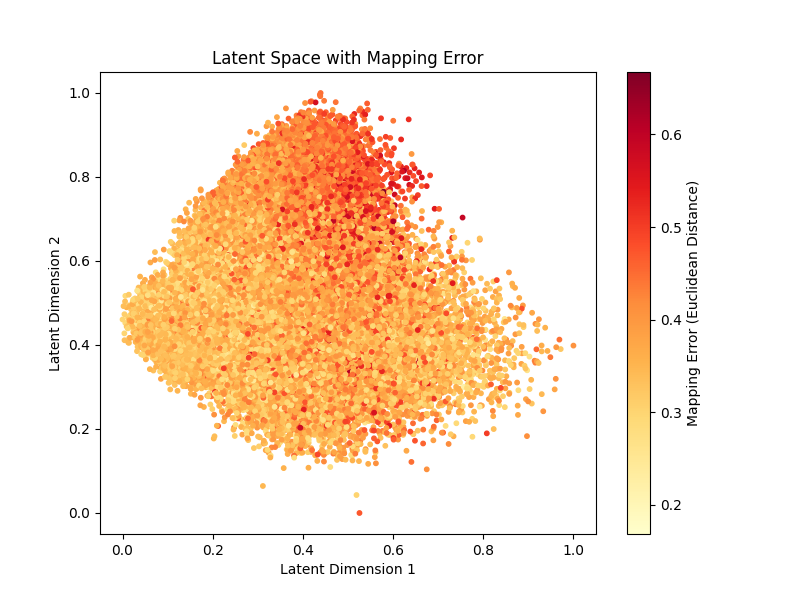 Latent Space with Mapping Error
1.0
0.8
0.6
0.4
0.2
0.0
Latent Dimension 2
0.0 0.2 0.4 0.6 0.8 1.0
Latent Dimension 1
0.6
0.5
0.4
0.3
0.2
Mapping Error (Euclidean Distance)